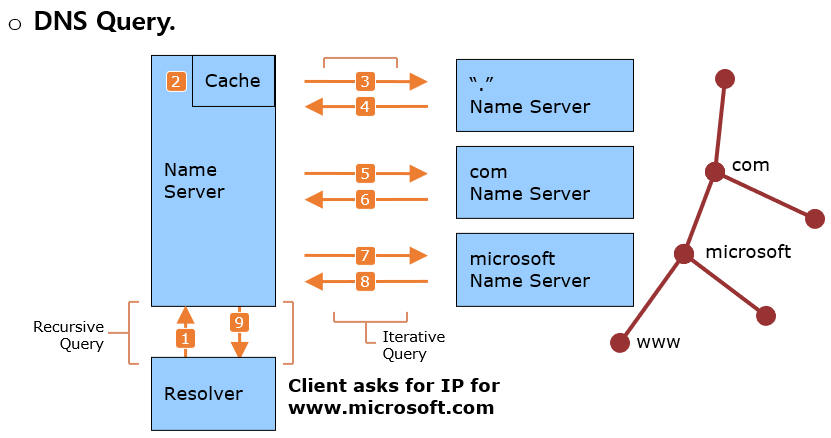 o DNS Query.
2
Cache
3
"."
4
Name Server
com
Name
Server
5
com
6
Name Server
7
microsoft
microsoft
8
Name Server
Recursive
Query
1
9
Iterative
Query
www
Resolver
Client asks for IP for
www.microsoft.com